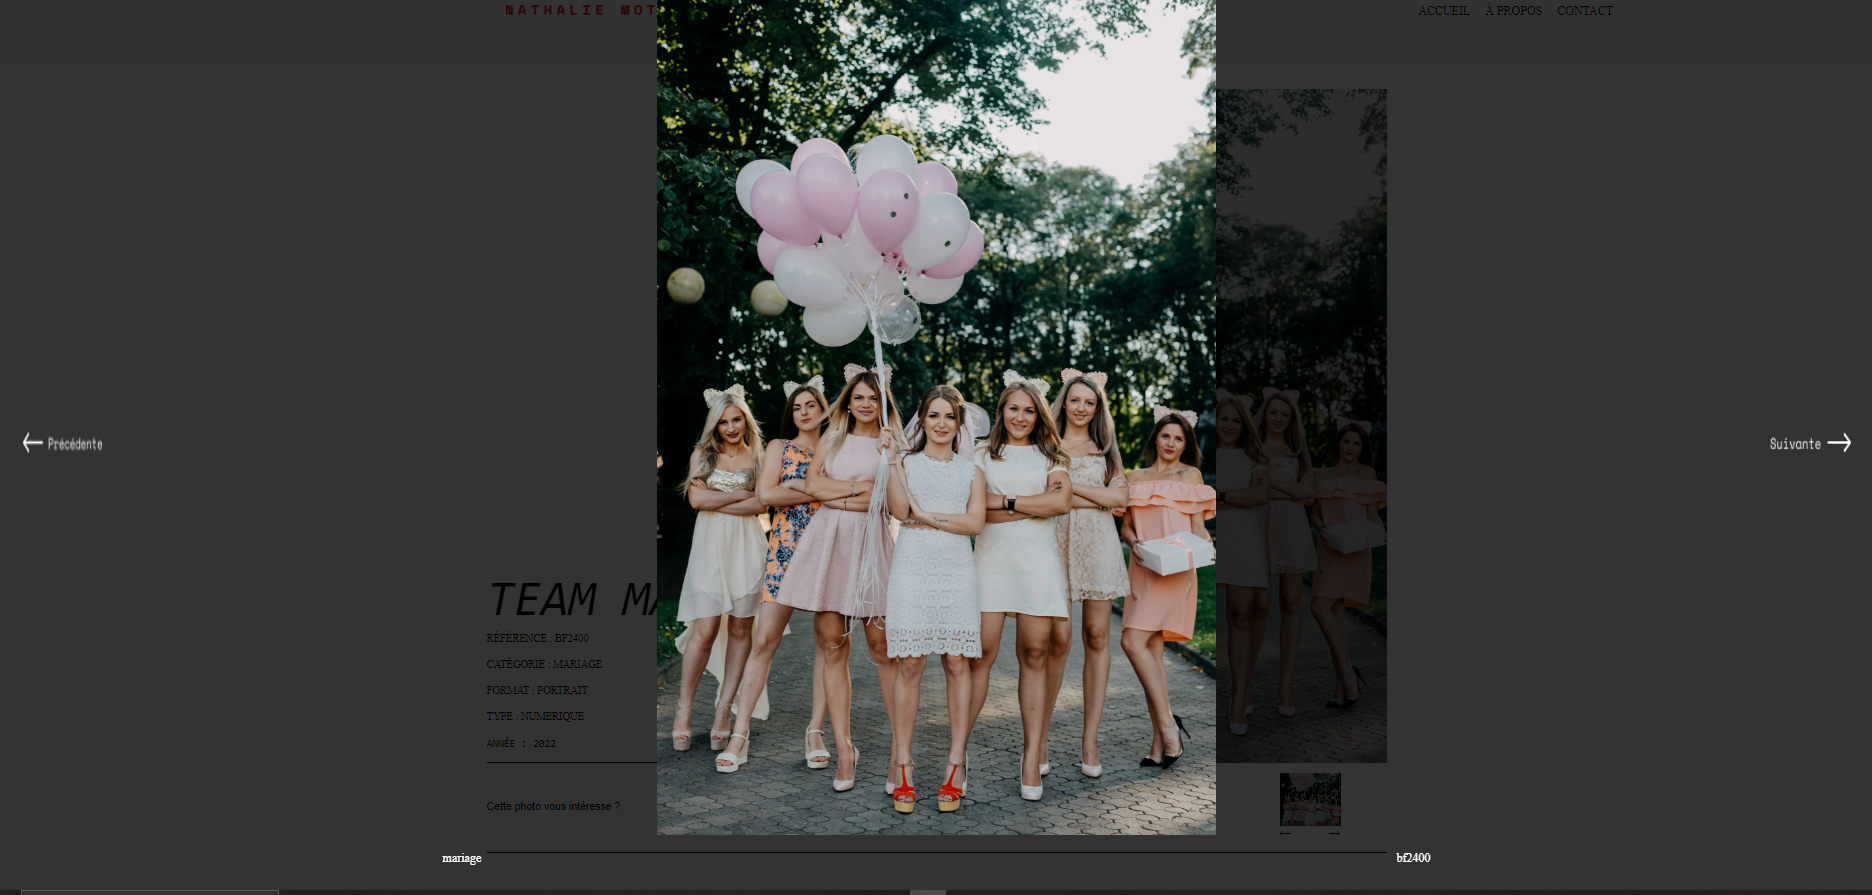 NATHALIE MOT
ACCUEIL À PROPOS CONTACT
← Précédente
Suivante →
TEAM MA
RÉFÉRENCE : BF2400
CATÉGORIE : MARIAGE
FORMAT : PORTRAIT
TYPE : NUMERIQUE
ANNÉE : 2022
Cette photo vous intéresse ?
← →
mariage
bf2400